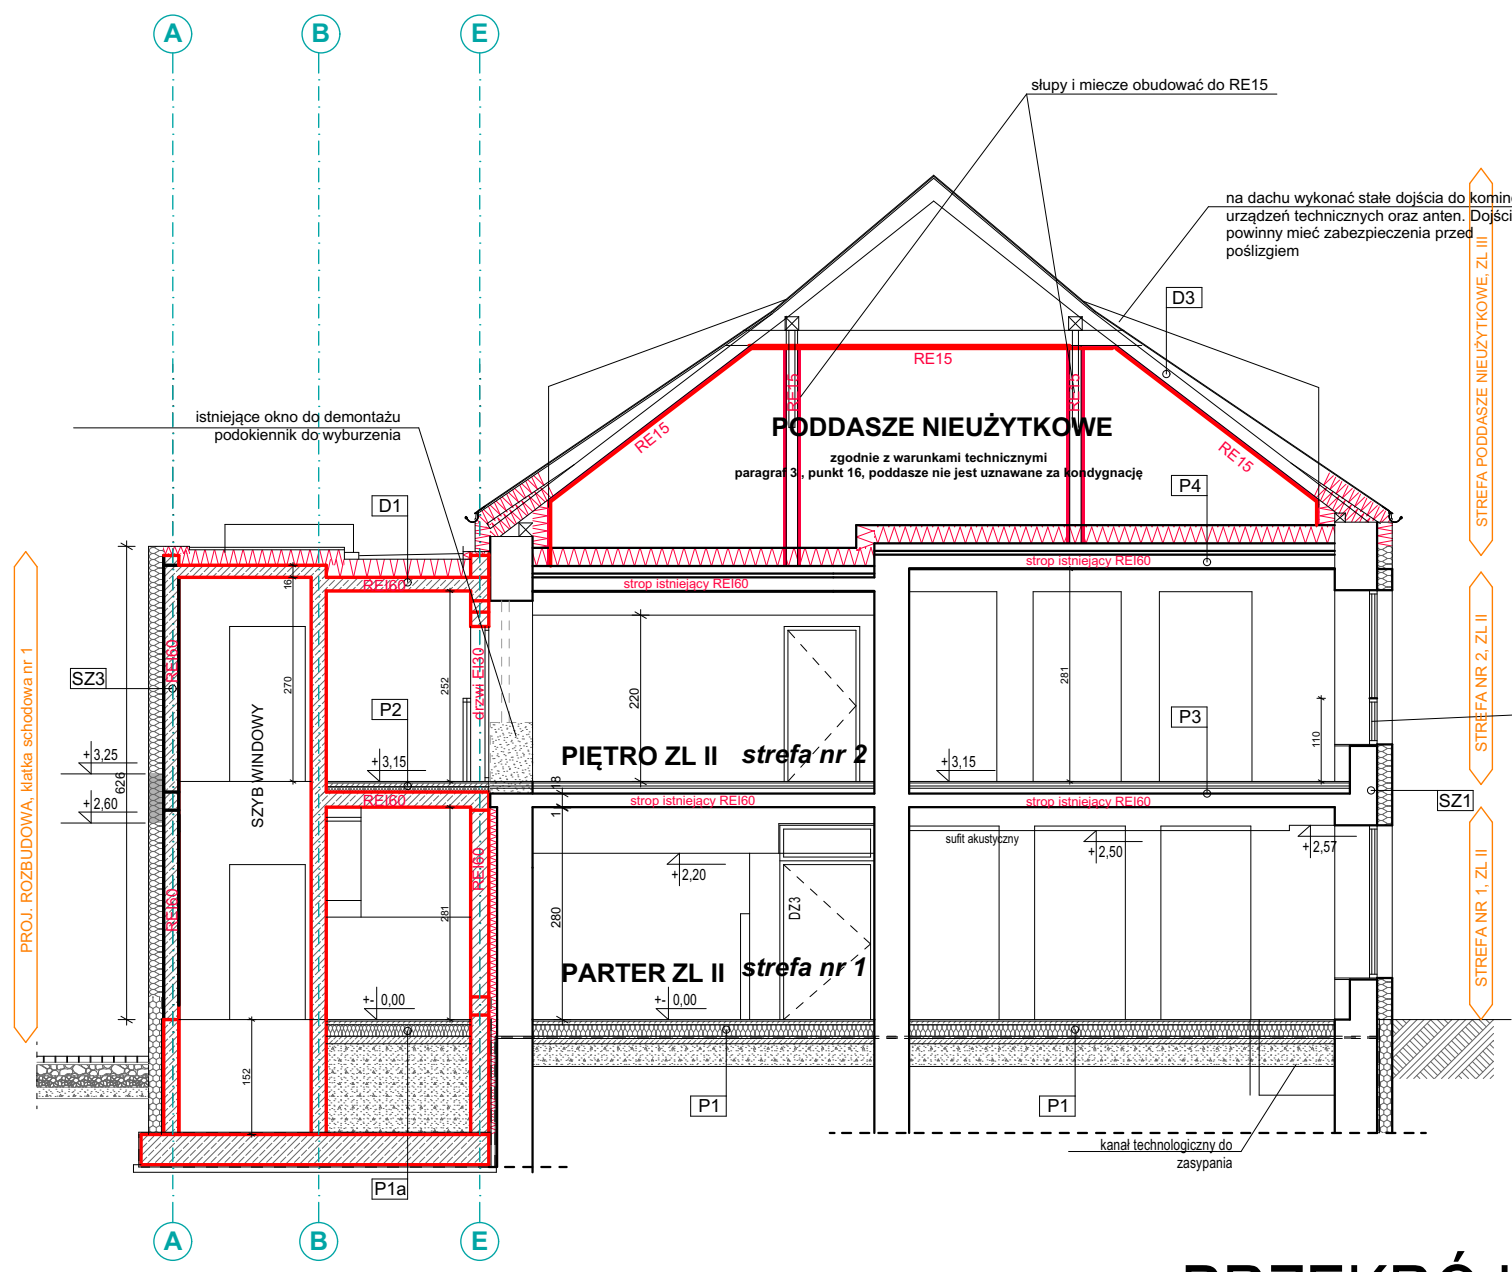 A
B
E
słupy i miecze obudować do RE15
na dachu wykonać stałe dojścia do
urządzeń technicznych oraz anten.
powinny mieć zabezpieczenia przed
poślizgiem
D3
STREFA PODDASZE NIEUŻYTKOWE, ZL III
RE15
RE15
RE15
RE15
RE15
PODDASZE NIEUŻYTKOWE
zgodnie z warunkami technicznymi
paragraf 3, punkt 16, poddasze nie jest uznawane za kondygnację
istniejące okno do demontażu
podokiennik do wyburzenia
D1
P4
REI60
strop istniejący REI60
strop istniejący REI60
16
PROJ. ROZBUDOWA, klatka schodowa nr 1
SZ3
REI60
270
252
drzwi EI30
220
281
110
STREFA NR 2, ZL II
P2
P3
SZYB WINDOWY
+ 3,25
626
+ 2,60
+ 3,15
PIĘTRO ZL II
strefa nr 2
+ 3,15
18
SZ1
REI60
strop istniejący REI60
strop istniejący REI60
sufit akustyczny
+ 2,50
+ 2,57
+ 2,20
REI60
REI60
281
280
DZ3
STREFA NR 1, ZL II
PARTER ZL II
strefa nr 1
+- 0,00
+- 0,00
152
P1
P1
kanał technologiczny do
zasypania
P1a
A
B
E